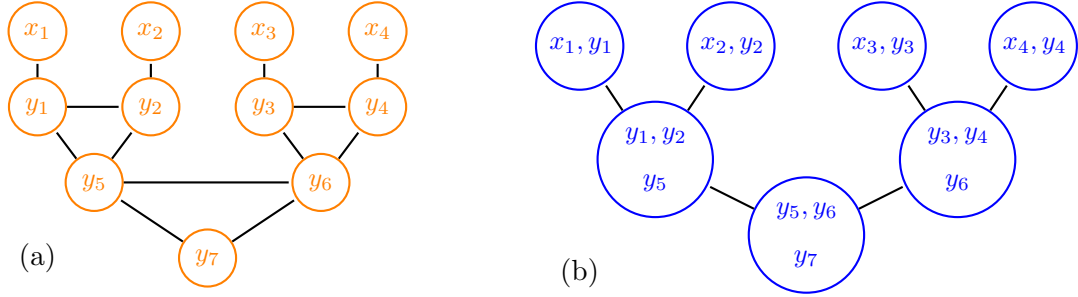 x₁ x₂ x₃ x₄
y₁ y₂ y₃ y₄
y₅ y₆
y₇
(a)
x₁, y₁ x₂, y₂ x₃, y₃ x₄, y₄
y₁, y₂
y₅
y₃, y₄
y₆
y₅, y₆
y₇
(b)